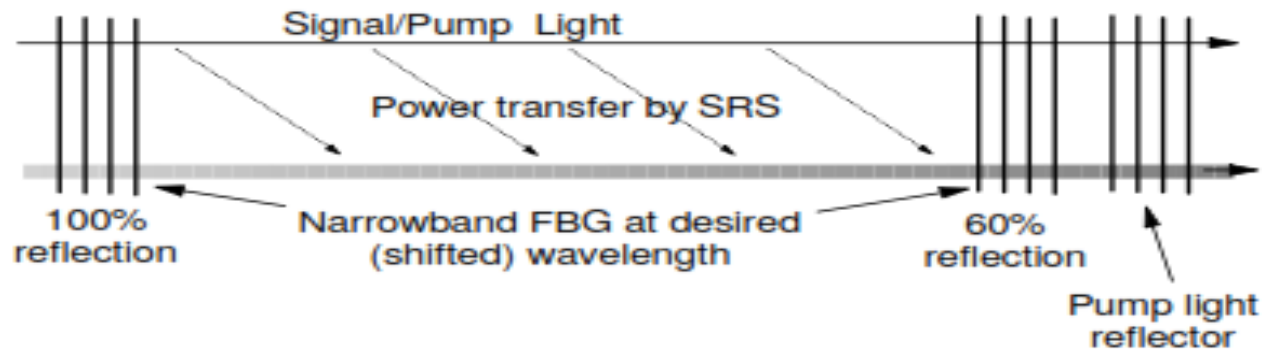 Signal/Pump Light
Power transfer by SRS
100%
reflection
Narrowband FBG at desired
(shifted) wavelength
60%
reflection
Pump light
reflector